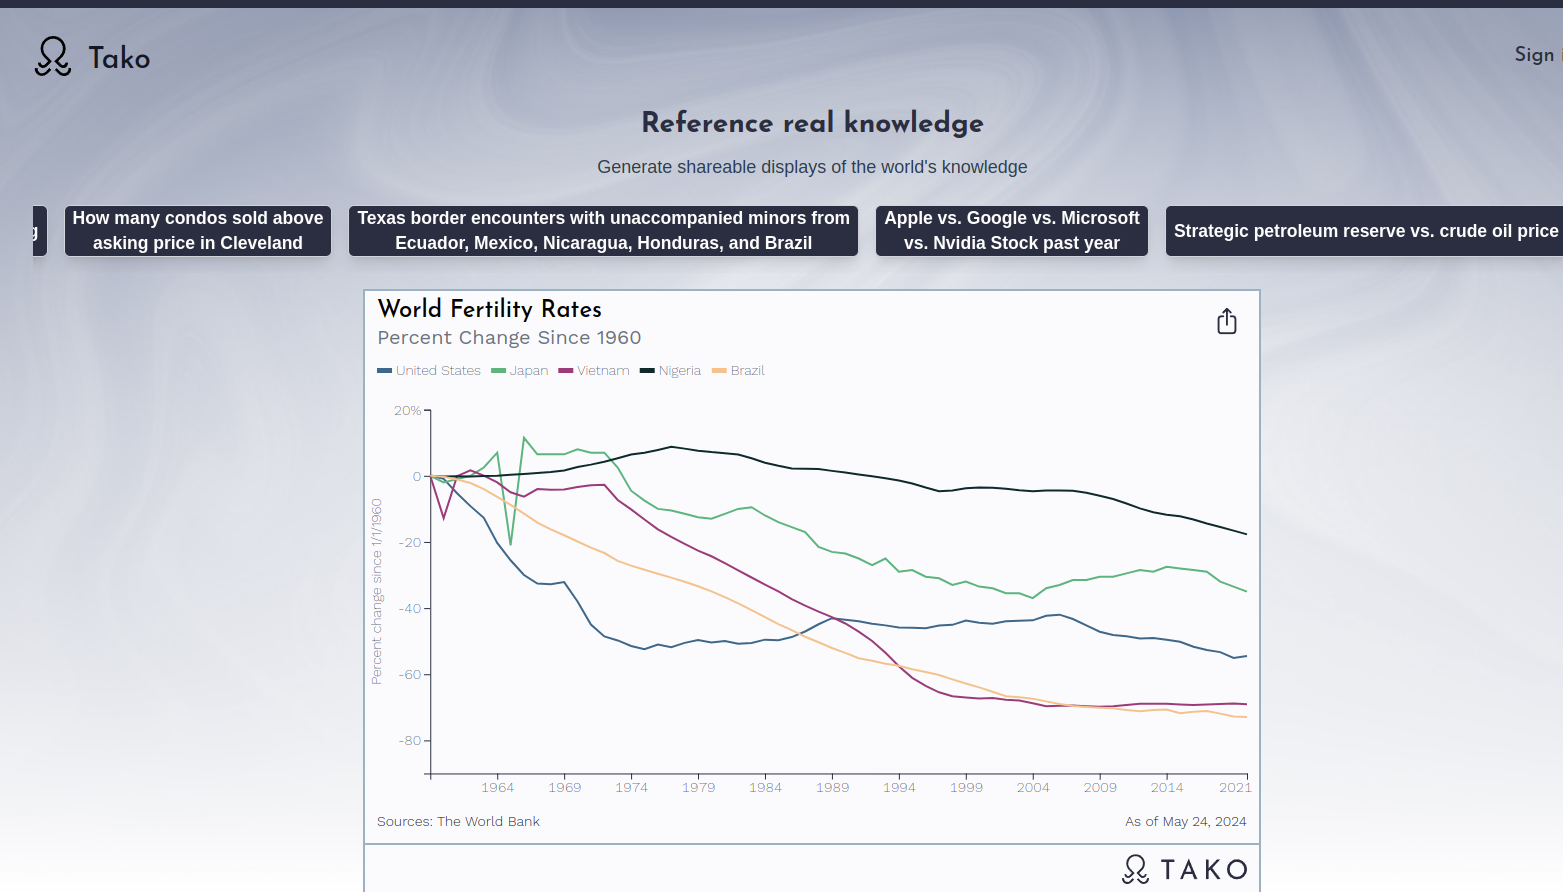 Tako
Sign
Reference real knowledge
Generate shareable displays of the world's knowledge
How many condos sold above
asking price in Cleveland
Texas border encounters with unaccompanied minors from
Ecuador, Mexico, Nicaragua, Honduras, and Brazil
Apple vs. Google vs. Microsoft
vs. Nvidia Stock past year
Strategic petroleum reserve vs. crude oil price
World Fertility Rates
Percent Change Since 1960
United States Japan Vietnam Nigeria Brazil
20%
0
-20
-40
-60
-80
Percent change since 1/1/1960
1964 1969 1974 1979 1984 1989 1994 1999 2004 2009 2014 2021
Sources: The World Bank
As of May 24, 2024
TAKO